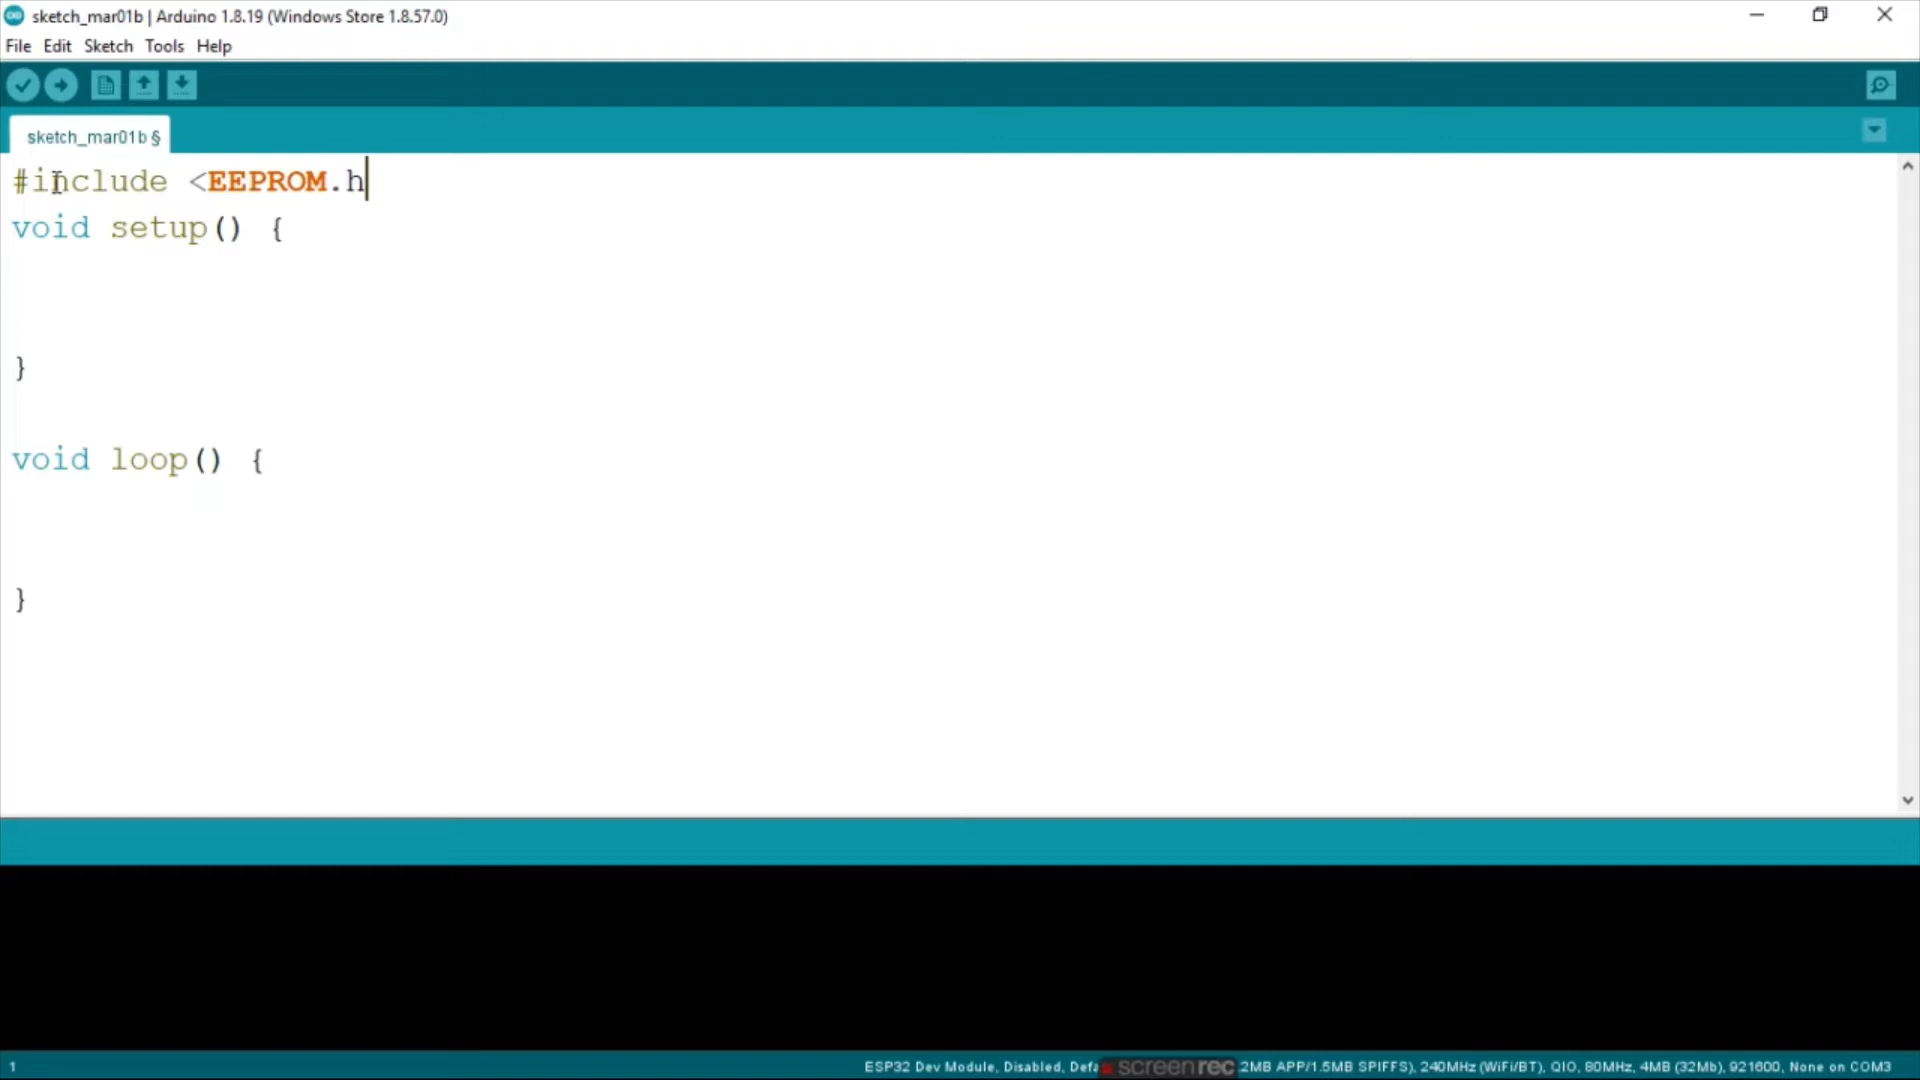 sketch_mar01b | Arduino 1.8.19 (Windows Store 1.8.57.0)
File Edit Sketch Tools Help
sketch_mar01b §
#include <EEPROM.h
void setup() {
}
void loop() {
}
1 ESP32 Dev Module, Disabled, Defa screenrec 2MB APP/1.5MB SPIFFS), 240MHz (WiFi/BT), QIO, 80MHz, 4MB (32Mb), 921600, None on COM3